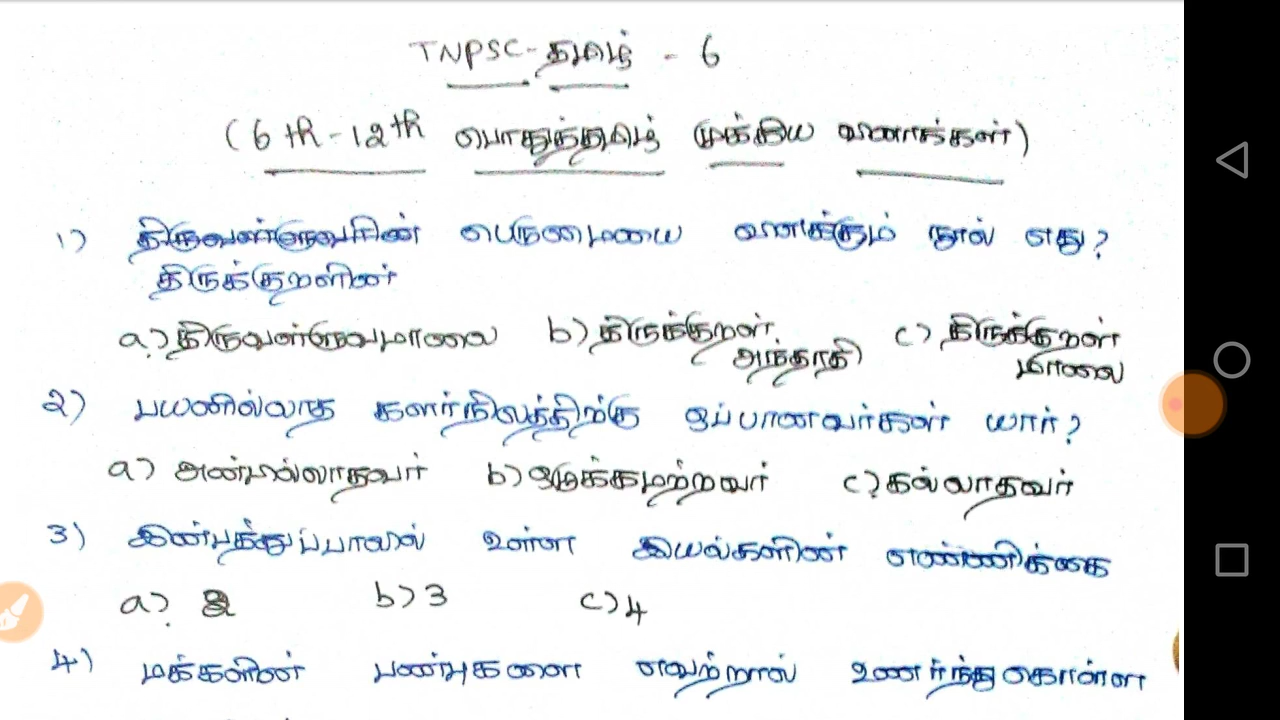 TNPSC-தமிழ் - 6
(6th-12th பொதுத்தமிழ் முக்கிய வினாக்கள்)
1) திருவள்ளுவரின் பெருமையை விளக்கும் நூல் எது?
திருக்குறளின்
a.) திருவள்ளுவமாலை b) திருக்குறள் அந்தாதி c) திருக்குறள் மாலை
2) பயனில்லாத களர்நிலத்திற்கு ஒப்பானவர்கள் யார்?
a) அன்பில்லாதவர் b) ஒழுக்கமற்றவர் c.) கல்லாதவர்
3) இன்பத்துப்பாலில் உள்ள இயல்களின் எண்ணிக்கை
a). 2 b) 3 c) 4
4) மக்களின் பண்புகளை எவற்றால் உணர்ந்துகொள்ள